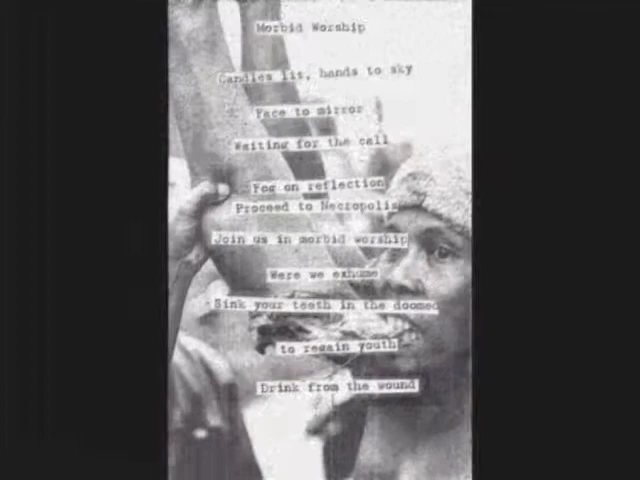 Morbid Worship
Candles lit, hands to sky
Face to mirror
Waiting for the call
Fog on reflection
Proceed to Necropolis
Join us in morbid worship
Were we exhume
Sink your teeth in the doomed
to regain youth
Drink from the wound